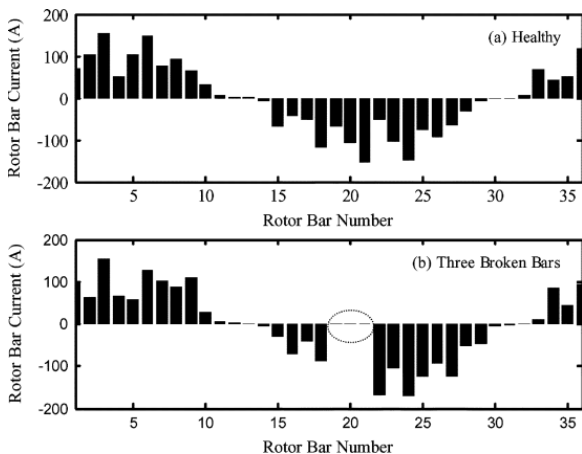 200
(a) Healthy
100
0
-100
-200
Rotor Bar Current (A)
5 10 15 20 25 30 35
Rotor Bar Number
200
(b) Three Broken Bars
100
0
-100
-200
Rotor Bar Current (A)
5 10 15 20 25 30 35
Rotor Bar Number